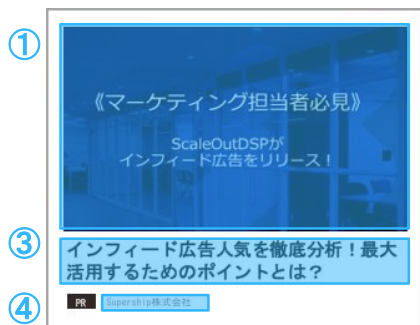 ①
《マーケティング担当者必見》
ScaleOutDSPが
インフィード広告をリリース！
③
インフィード広告人気を徹底分析！最大
活用するためのポイントとは？
④
PR Supership株式会社